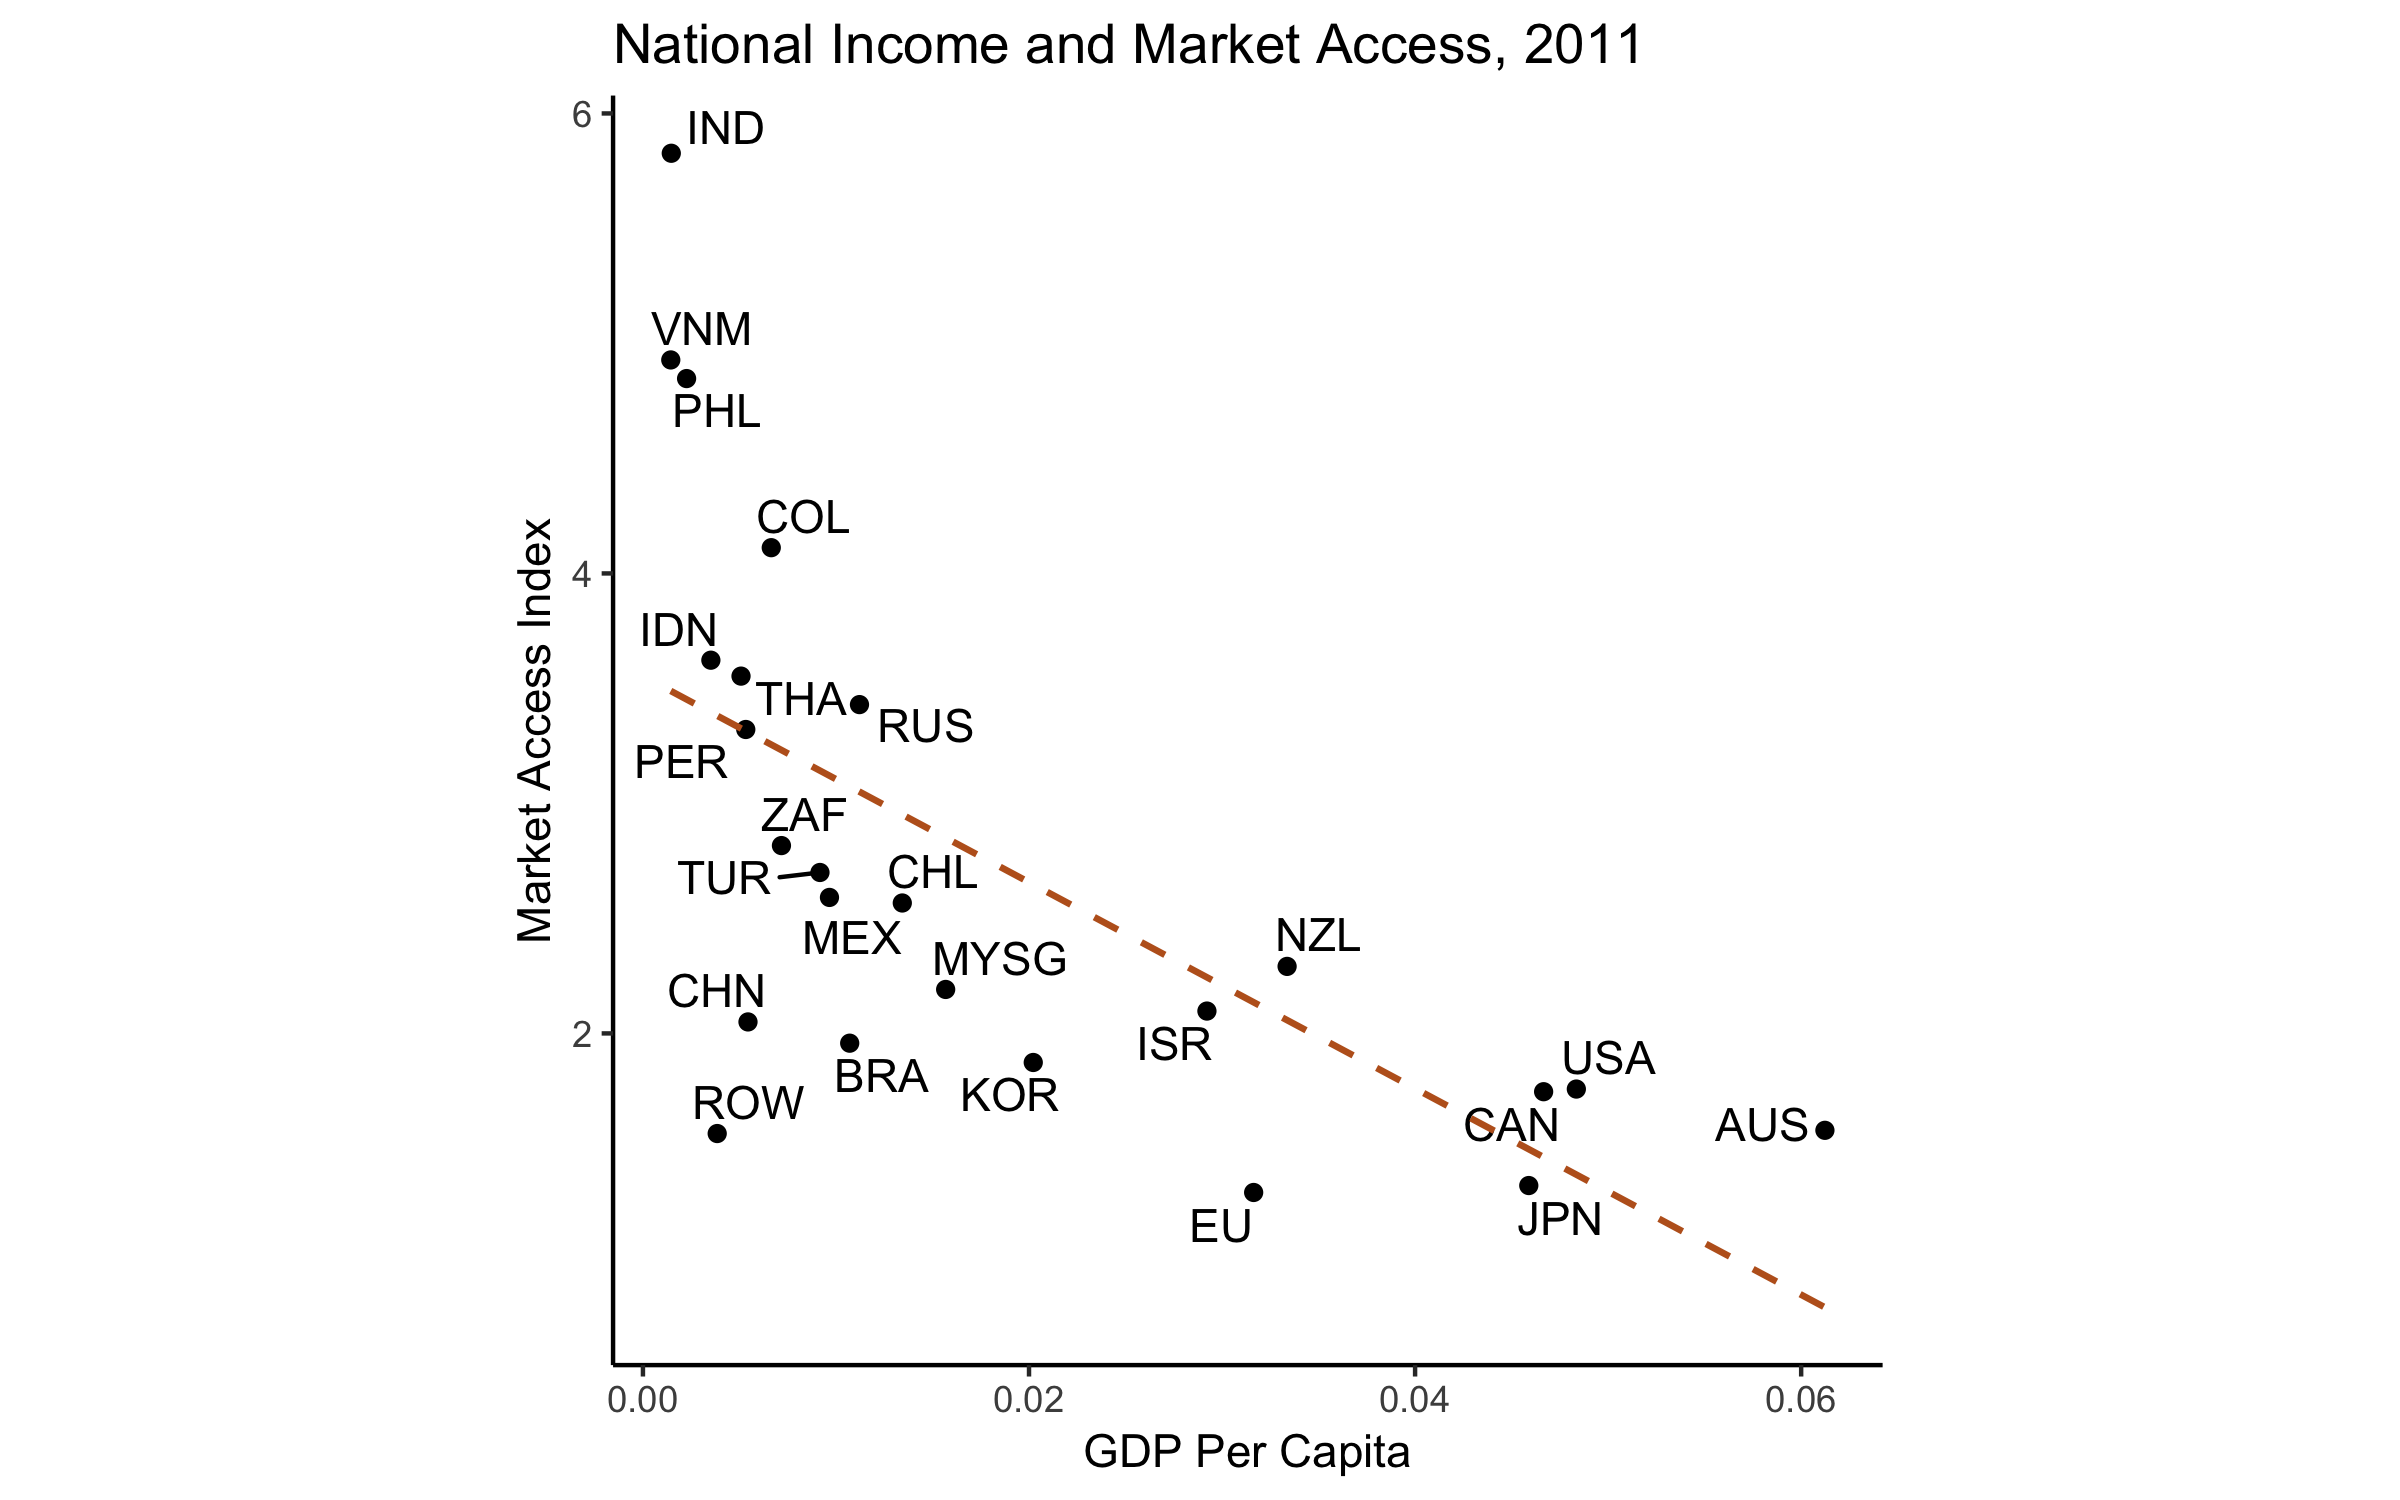 National Income and Market Access, 2011
6
IND
VNM
PHL
COL
4
IDN
THA
RUS
PER
ZAF
TUR
CHL
MEX
MYSG
NZL
CHN
2
ISR
BRA
USA
KOR
ROW
CAN
AUS
EU
JPN
Market Access Index
0.00 0.02 0.04 0.06
GDP Per Capita